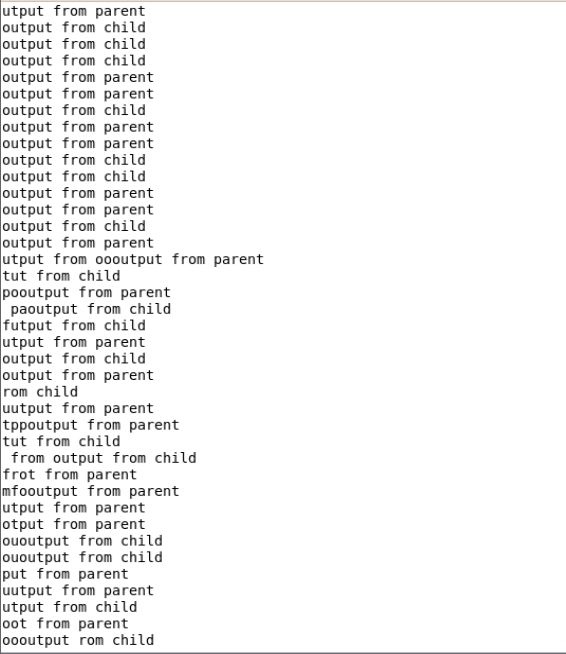 utput from parent
output from child
output from child
output from child
output from parent
output from parent
output from child
output from parent
output from parent
output from child
output from child
output from parent
output from parent
output from child
output from parent
utput from oooutput from parent
tut from child
pooutput from parent
 paoutput from child
futput from child
utput from parent
output from child
output from parent
rom child
uutput from parent
tppoutput from parent
tut from child
 from output from child
frot from parent
mfooutput from parent
utput from parent
otput from parent
ououtput from child
ououtput from child
put from parent
uutput from parent
utput from child
oot from parent
oooutput rom child